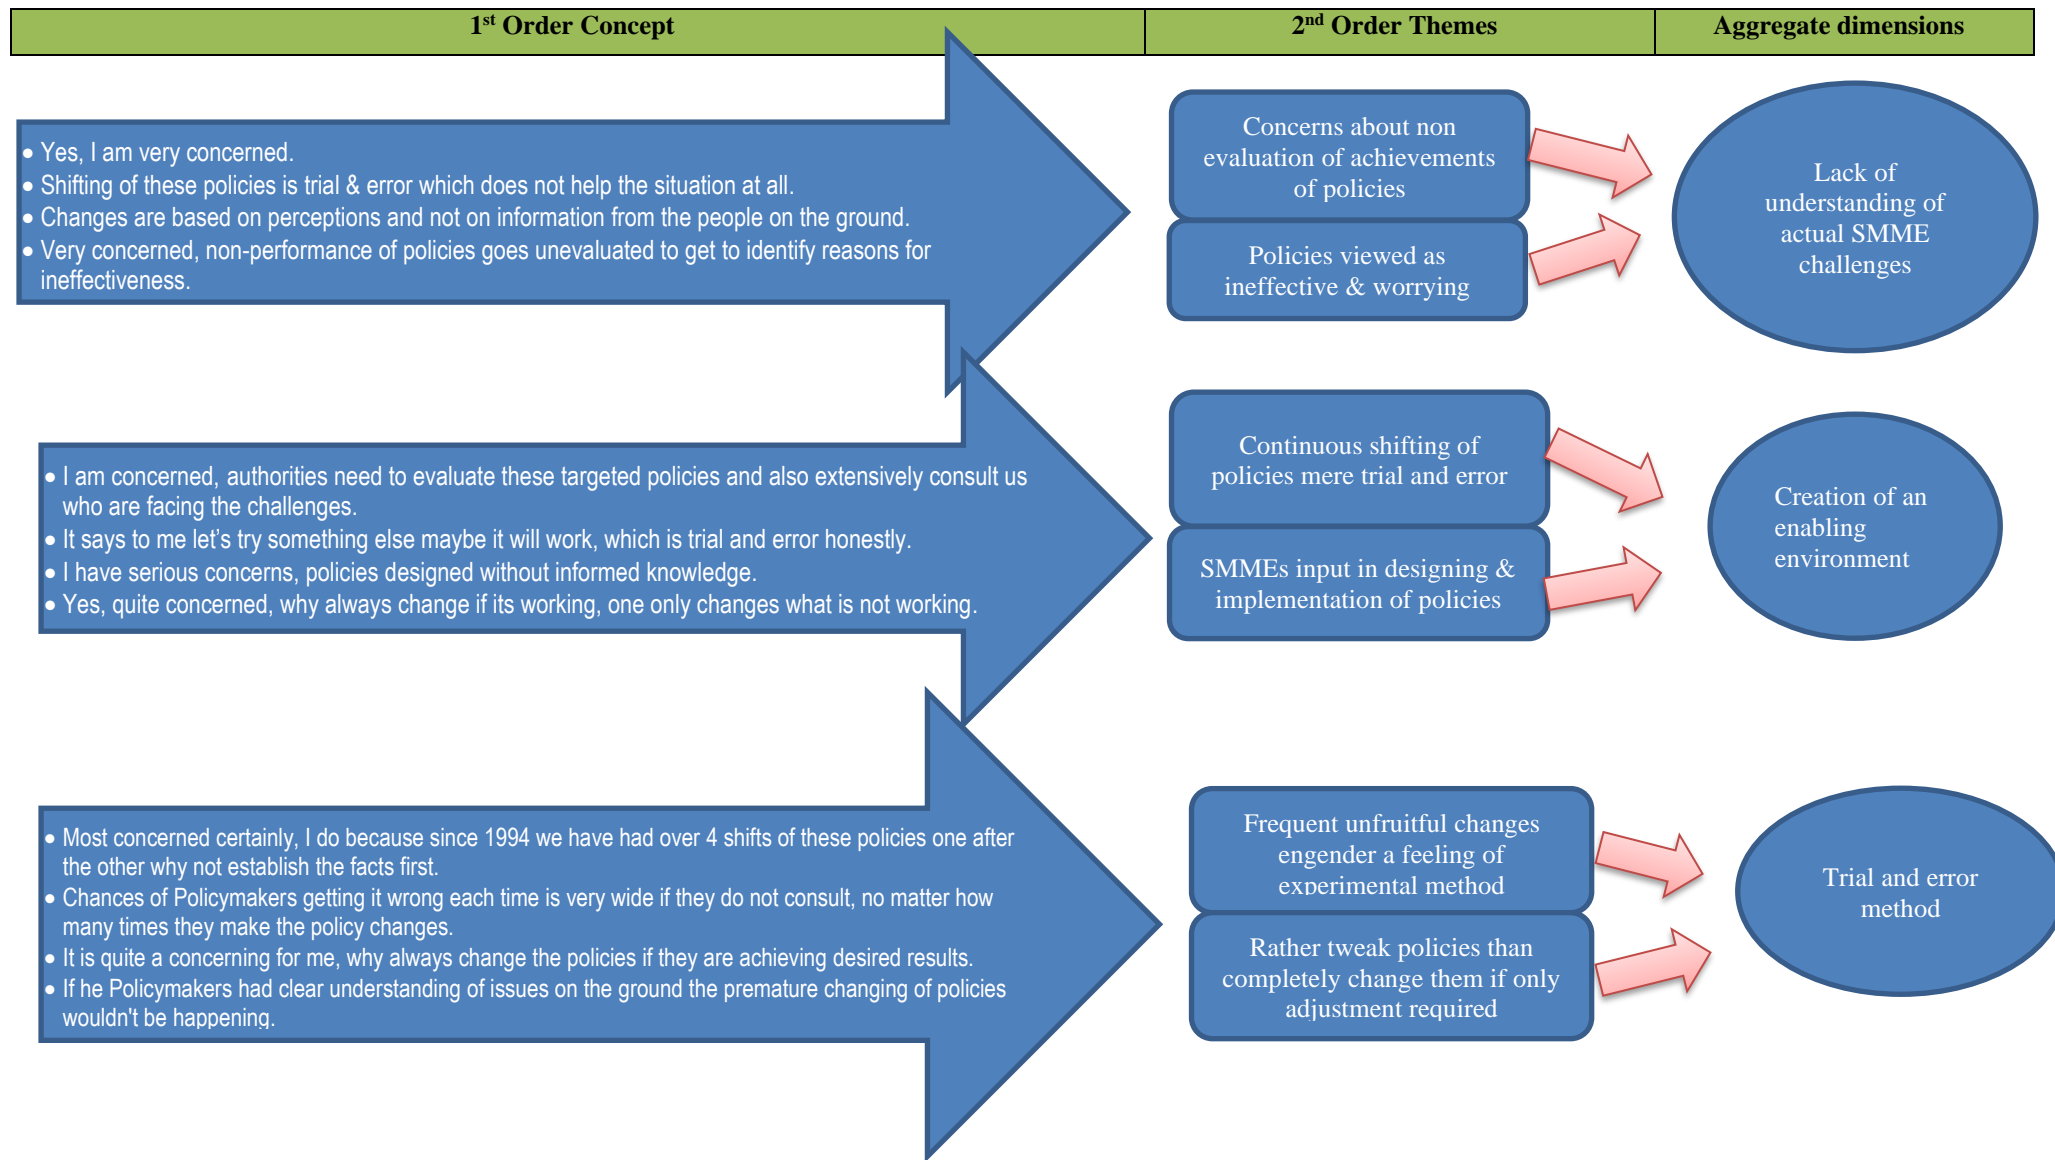 1st Order Concept
2nd Order Themes
Aggregate dimensions
• Yes, I am very concerned.
• Shifting of these policies is trial & error which does not help the situation at all.
• Changes are based on perceptions and not on information from the people on the ground.
• Very concerned, non-performance of policies goes unevaluated to get to identify reasons for
ineffectiveness.
Concerns about non
evaluation of achievements
of policies
Policies viewed as
ineffective & worrying
Lack of
understanding of
actual SMME
challenges
• I am concerned, authorities need to evaluate these targeted policies and also extensively consult us
who are facing the challenges.
• It says to me let’s try something else maybe it will work, which is trial and error honestly.
• I have serious concerns, policies designed without informed knowledge.
• Yes, quite concerned, why always change if its working, one only changes what is not working.
Continuous shifting of
policies mere trial and error
SMMEs input in designing &
implementation of policies
Creation of an
enabling
environment
• Most concerned certainly, I do because since 1994 we have had over 4 shifts of these policies one after
the other why not establish the facts first.
• Chances of Policymakers getting it wrong each time is very wide if they do not consult, no matter how
many times they make the policy changes.
• It is quite a concerning for me, why always change the policies if they are achieving desired results.
• If he Policymakers had clear understanding of issues on the ground the premature changing of policies
wouldn't be happening.
Frequent unfruitful changes
engender a feeling of
experimental method
Rather tweak policies than
completely change them if only
adjustment required
Trial and error
method